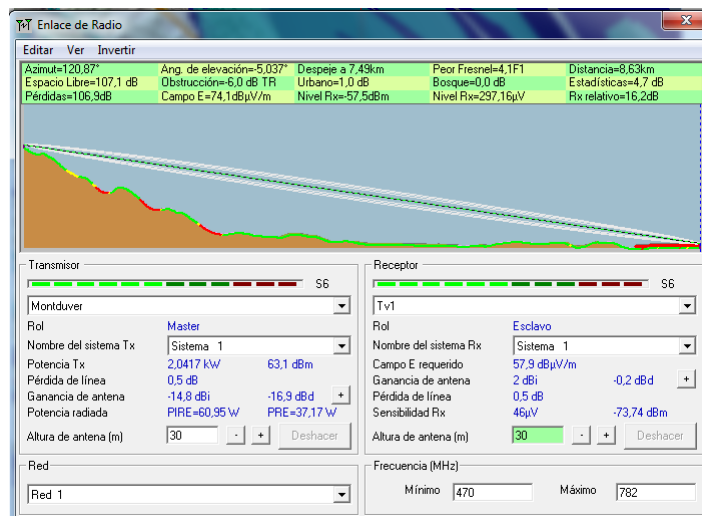 Enlace de Radio
Editar Ver Invertir
Azimut=120,87° Ang. de elevación=-5,037° Despeje a 7,49km Peor Fresnel=4,1F1 Distancia=8,63km
Espacio Libre=107,1 dB Obstrucción=-6,0 dB TR Urbano=1,0 dB Bosque=0,0 dB Estadísticas=4,7 dB
Pérdidas=106,9dB Campo E=74,1dBµV/m Nivel Rx=-57,5dBm Nivel Rx=297,16µV Rx relativo=16,2dB
Transmisor
S6
Montduver
Rol Master
Nombre del sistema Tx Sistema 1
Potencia Tx 2,0417 kW 63,1 dBm
Pérdida de línea 0,5 dB
Ganancia de antena -14,8 dBi -16,9 dBd +
Potencia radiada PIRE=60,95 W PRE=37,17 W
Altura de antena (m) 30 - + Deshacer
Receptor
S6
Tv1
Rol Esclavo
Nombre del sistema Rx Sistema 1
Campo E requerido 57,9 dBµV/m
Ganancia de antena 2 dBi -0,2 dBd +
Pérdida de línea 0,5 dB
Sensibilidad Rx 46µV -73,74 dBm
Altura de antena (m) 30 - + Deshacer
Red
Red 1
Frecuencia (MHz)
Mínimo 470 Máximo 782